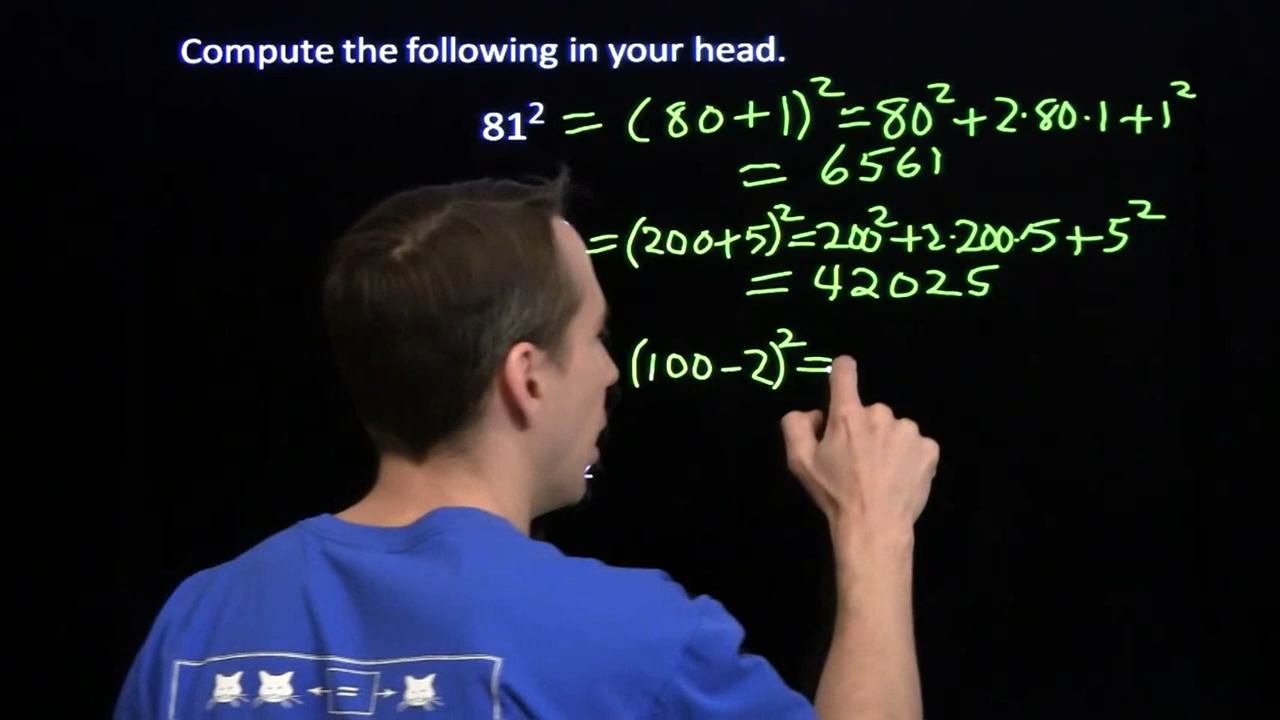 Compute the following in your head.
81² = (80+1)² = 80² + 2·80·1 + 1²
= 6561
= (200+5)² = 200² + 2·200·5 + 5²
= 42025
(100-2)² =
=